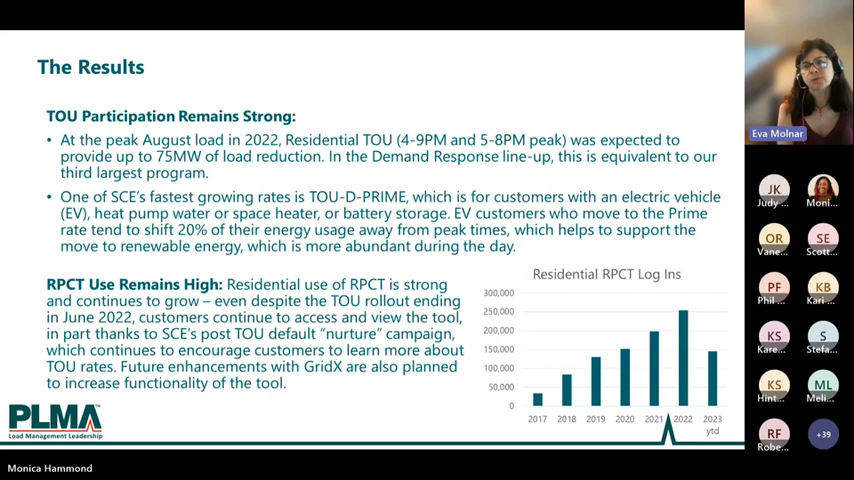 The Results
TOU Participation Remains Strong:
• At the peak August load in 2022, Residential TOU (4-9PM and 5-8PM peak) was expected to
provide up to 75MW of load reduction. In the Demand Response line-up, this is equivalent to our
third largest program.
• One of SCE's fastest growing rates is TOU-D-PRIME, which is for customers with an electric vehicle
(EV), heat pump water or space heater, or battery storage. EV customers who move to the Prime
rate tend to shift 20% of their energy usage away from peak times, which helps to support the
move to renewable energy, which is more abundant during the day.
RPCT Use Remains High: Residential use of RPCT is strong
and continues to grow – even despite the TOU rollout ending
in June 2022, customers continue to access and view the tool,
in part thanks to SCE's post TOU default "nurture" campaign,
which continues to encourage customers to learn more about
TOU rates. Future enhancements with GridX are also planned
to increase functionality of the tool.
Residential RPCT Log Ins
300,000
250,000
200,000
150,000
100,000
50,000
0
2017 2018 2019 2020 2021 2022 2023
ytd
PLMA
Load Management Leadership
Monica Hammond
Eva Molnar
JK
Judy ...
Moni...
OR
Vane...
SE
Scott...
PF
Phil ...
KB
Kari ...
KS
Kare...
S
Stefa...
KS
Hint...
ML
Meli...
RF
Robe...
+39